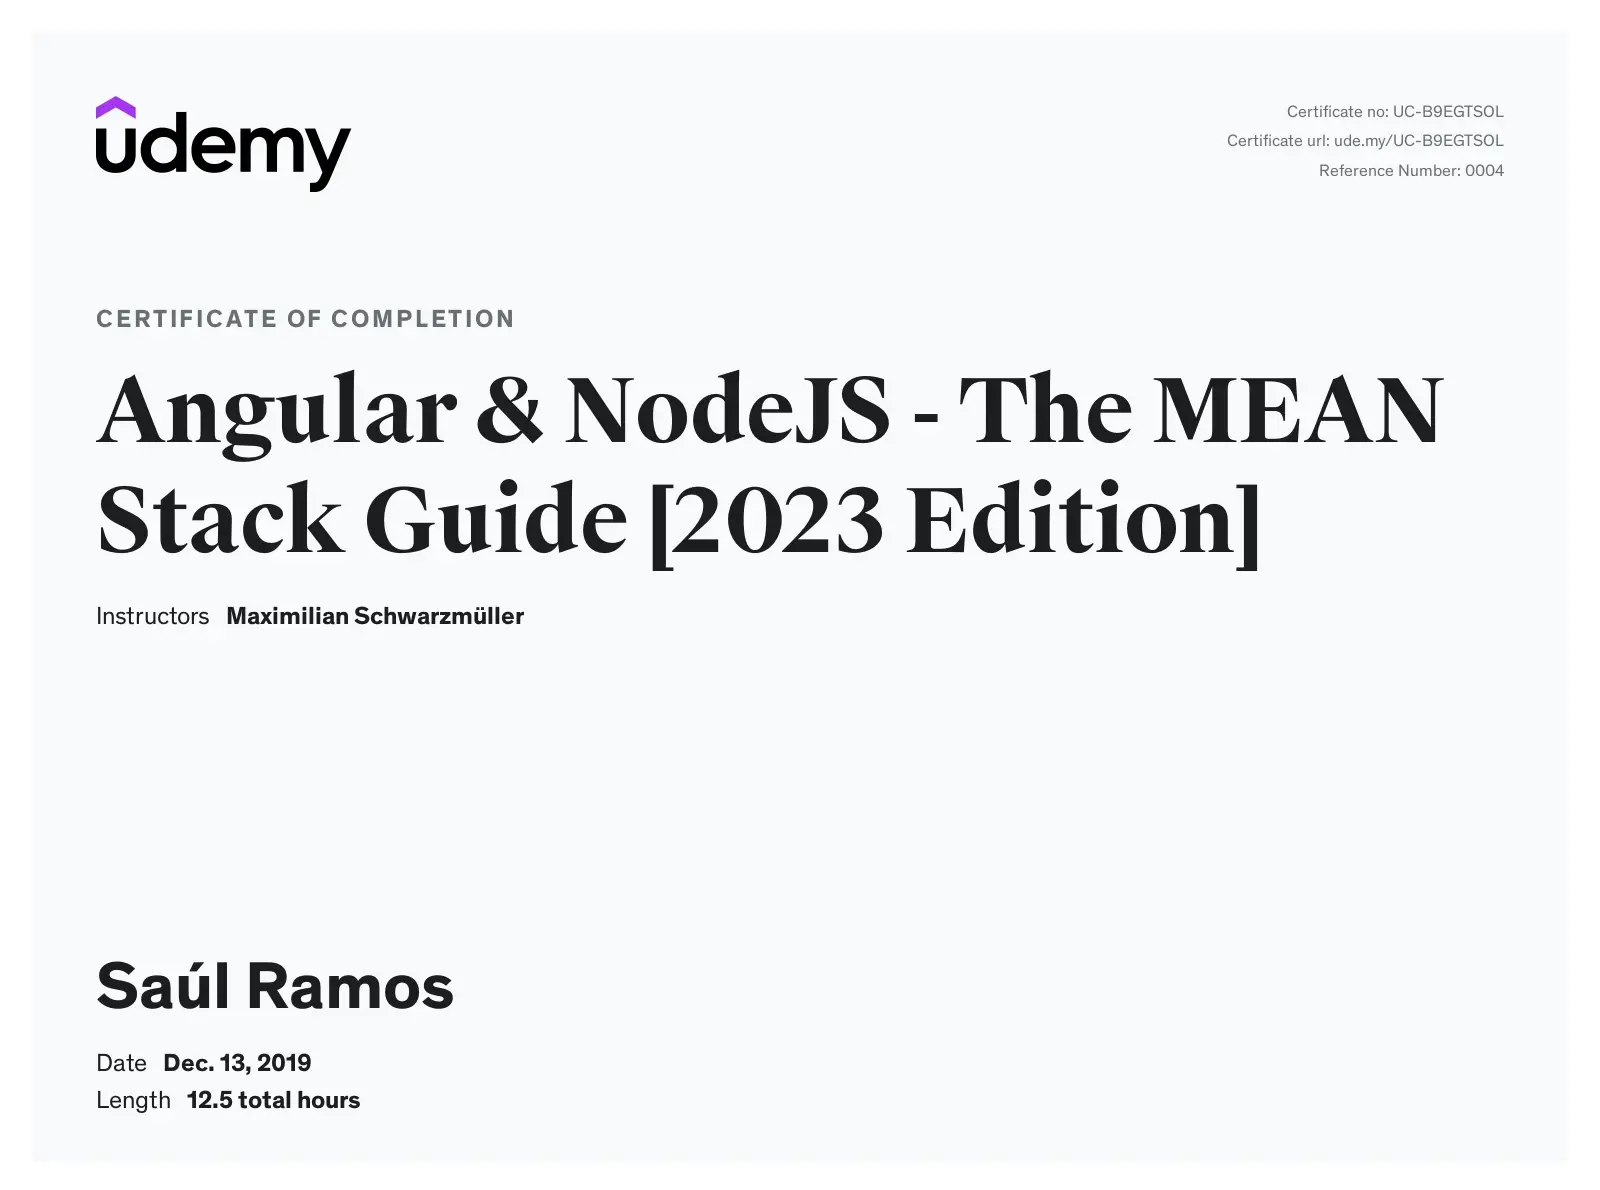 udemy
Certificate no: UC-B9EGTSOL
Certificate url: ude.my/UC-B9EGTSOL
Reference Number: 0004
CERTIFICATE OF COMPLETION
Angular & NodeJS - The MEAN
Stack Guide [2023 Edition]
Instructors Maximilian Schwarzmüller
Saúl Ramos
Date Dec. 13, 2019
Length 12.5 total hours